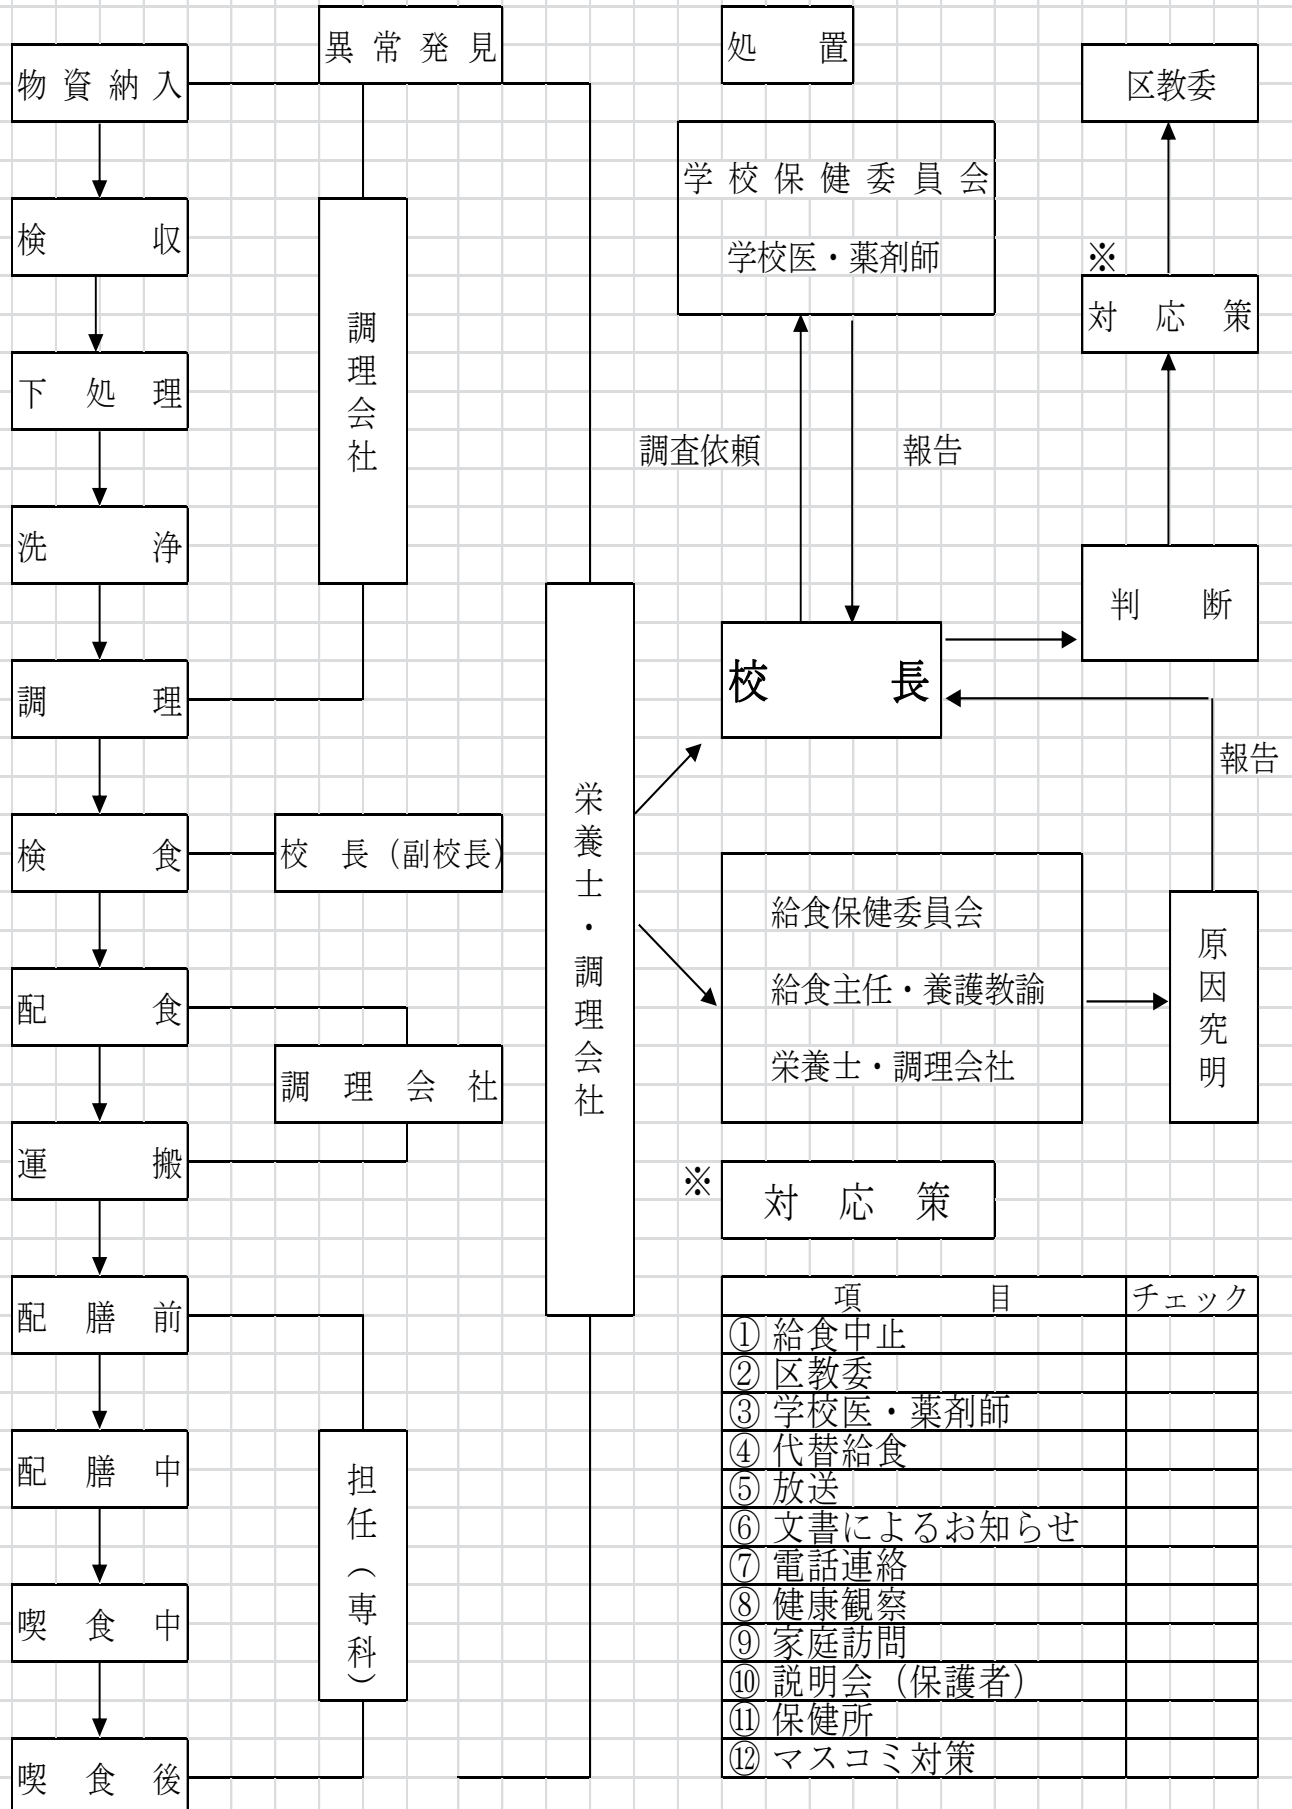 異常発見
処置
物資納入
区教委
学校保健委員会
学校医・薬剤師
検収
※
対応策
調理会社
下処理
調査依頼
報告
洗浄
判断
校長
調理
報告
栄養士・調理会社
検食
校長（副校長）
給食保健委員会
給食主任・養護教諭
栄養士・調理会社
原因究明
配食
調理会社
運搬
※
対応策
配膳前
項目 チェック
① 給食中止
② 区教委
③ 学校医・薬剤師
④ 代替給食
⑤ 放送
⑥ 文書によるお知らせ
⑦ 電話連絡
⑧ 健康観察
⑨ 家庭訪問
⑩ 説明会（保護者）
⑪ 保健所
⑫ マスコミ対策
配膳中
担任（専科）
喫食中
喫食後